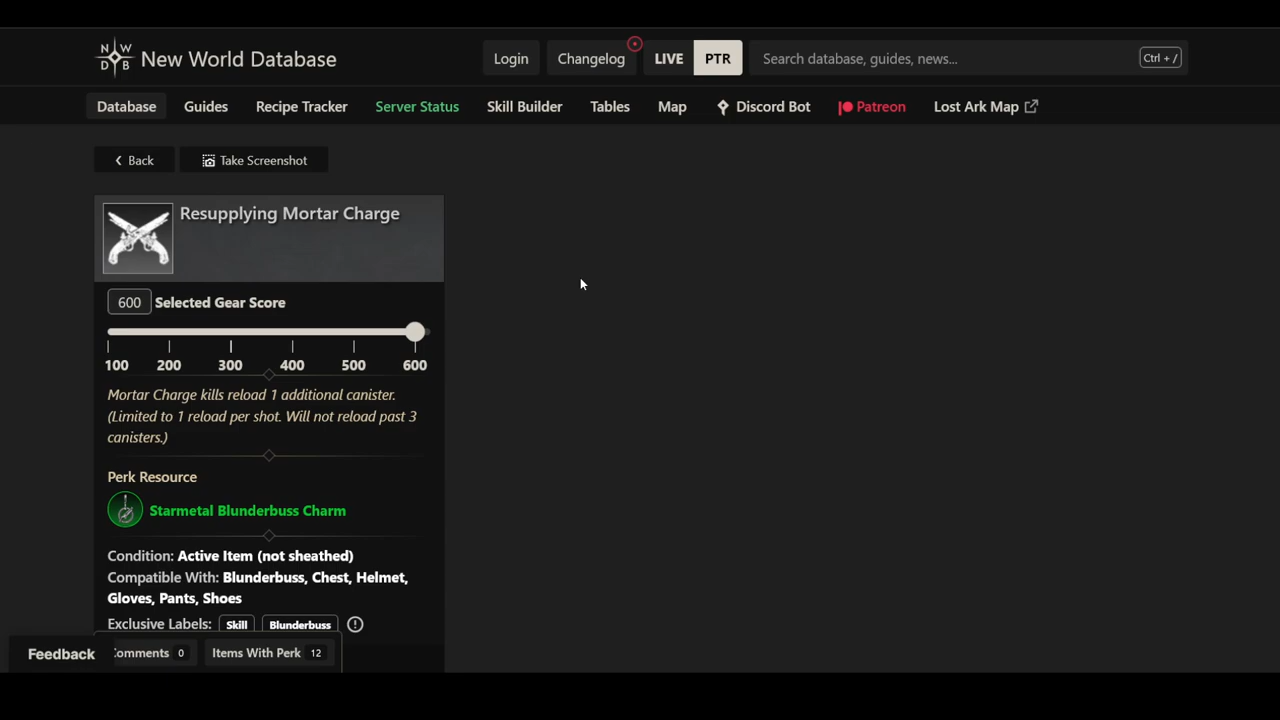 N W D B New World Database Login Changelog LIVE PTR Search database, guides, news... Ctrl + /
Database Guides Recipe Tracker Server Status Skill Builder Tables Map Discord Bot Patreon Lost Ark Map
Back Take Screenshot
Resupplying Mortar Charge
600 Selected Gear Score
100 200 300 400 500 600
Mortar Charge kills reload 1 additional canister.
(Limited to 1 reload per shot. Will not reload past 3
canisters.)
Perk Resource
Starmetal Blunderbuss Charm
Condition: Active Item (not sheathed)
Compatible With: Blunderbuss, Chest, Helmet,
Gloves, Pants, Shoes
Exclusive Labels: Skill Blunderbuss
Feedback omments 0 Items With Perk 12